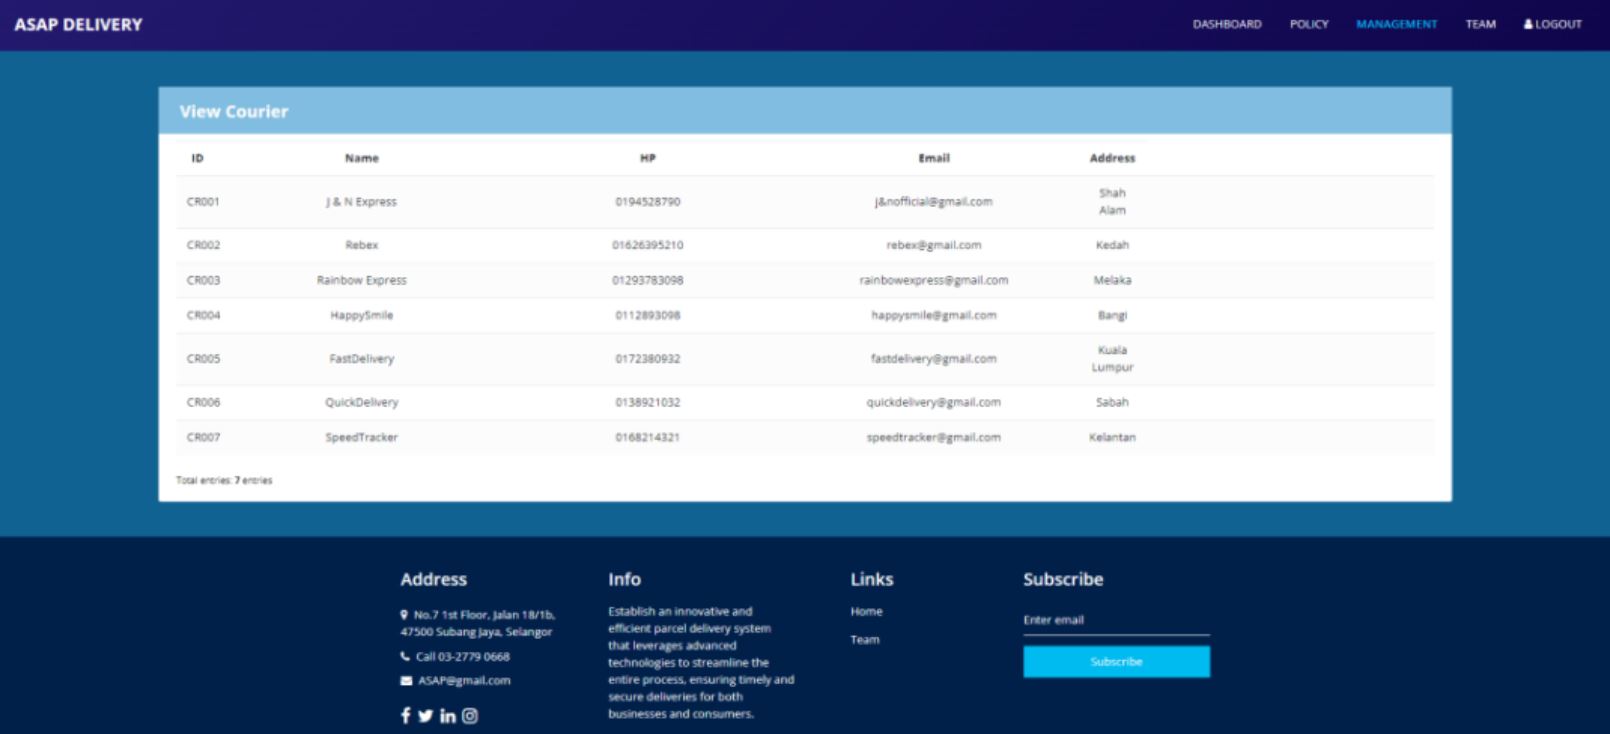 ASAP DELIVERY
DASHBOARD POLICY MANAGEMENT TEAM LOGOUT
View Courier
ID Name HP Email Address
CR001 J & N Express 0194528790 j&nofficial@gmail.com Shah Alam
CR002 Rebex 01626395210 rebex@gmail.com Kedah
CR003 Rainbow Express 01293783098 rainbowexpress@gmail.com Melaka
CR004 HappySmile 0112893098 happysmile@gmail.com Bangi
CR005 FastDelivery 0172380932 fastdelivery@gmail.com Kuala Lumpur
CR006 QuickDelivery 0138921032 quickdelivery@gmail.com Sabah
CR007 SpeedTracker 0168214321 speedtracker@gmail.com Kelantan
Total entries: 7 entries
Address
No.7 1st Floor, Jalan 18/1b,
47500 Subang Jaya, Selangor
Call 03-2779 0668
ASAP@gmail.com
Info
Establish an innovative and
efficient parcel delivery system
that leverages advanced
technologies to streamline the
entire process, ensuring timely and
secure deliveries for both
businesses and consumers.
Links
Home
Team
Subscribe
Enter email
Subscribe